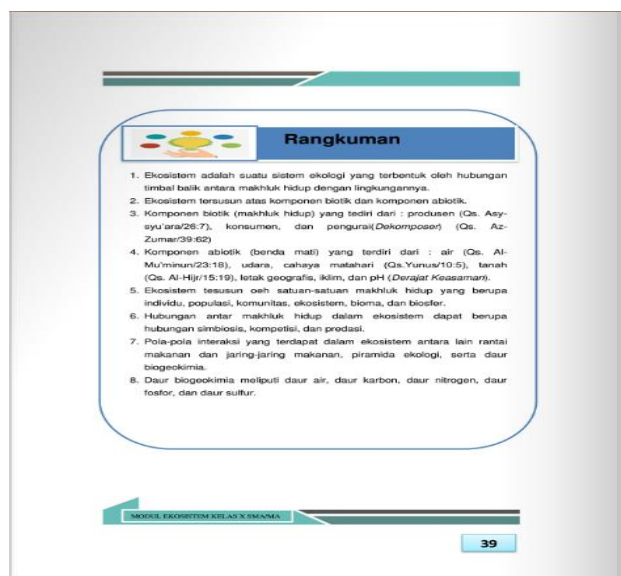 Rangkuman
1. Ekosistem adalah suatu sistem ekologi yang terbentuk oleh hubungan
timbal balik antara makhluk hidup dengan lingkungannya.
2. Ekosistem tersusun atas komponen biotik dan komponen abiotik.
3. Komponen biotik (makhluk hidup) yang tediri dari : produsen (Qs. Asy-
syu'ara/26:7), konsumen, dan pengurai(Dekomposer) (Qs. Az-
Zumar/39:62)
4. Komponen abiotik (benda mati) yang terdiri dari : air (Qs. Al-
Mu'minun/23:18), udara, cahaya matahari (Qs.Yunus/10:5), tanah
(Qs. Al-Hijr/15:19), letak geografis, iklim, dan pH (Derajat Keasaman).
5. Ekosistem tesusun oeh satuan-satuan makhluk hidup yang berupa
individu, populasi, komunitas, ekosistem, bioma, dan biosfer.
6. Hubungan antar makhluk hidup dalam ekosistem dapat berupa
hubungan simbiosis, kompetisi, dan predasi.
7. Pola-pola interaksi yang terdapat dalam ekosistem antara lain rantai
makanan dan jaring-jaring makanan, piramida ekologi, serta daur
biogeokimia.
8. Daur biogeokimia meliputi daur air, daur karbon, daur nitrogen, daur
fosfor, dan daur sulfur.
MODUL EKOSISTEM KELAS X SMA/MA
39